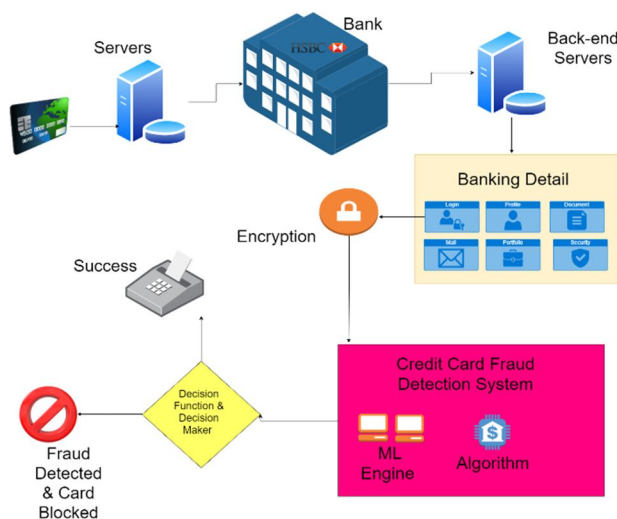 Servers
Bank
HSBC
Back-end
Servers
Banking Detail
Login
Profile
Document
Mail
Portfolio
Security
Encryption
Success
Credit Card Fraud
Detection System
ML
Engine
Algorithm
Decision
Function &
Decision
Maker
Fraud
Detected
& Card
Blocked